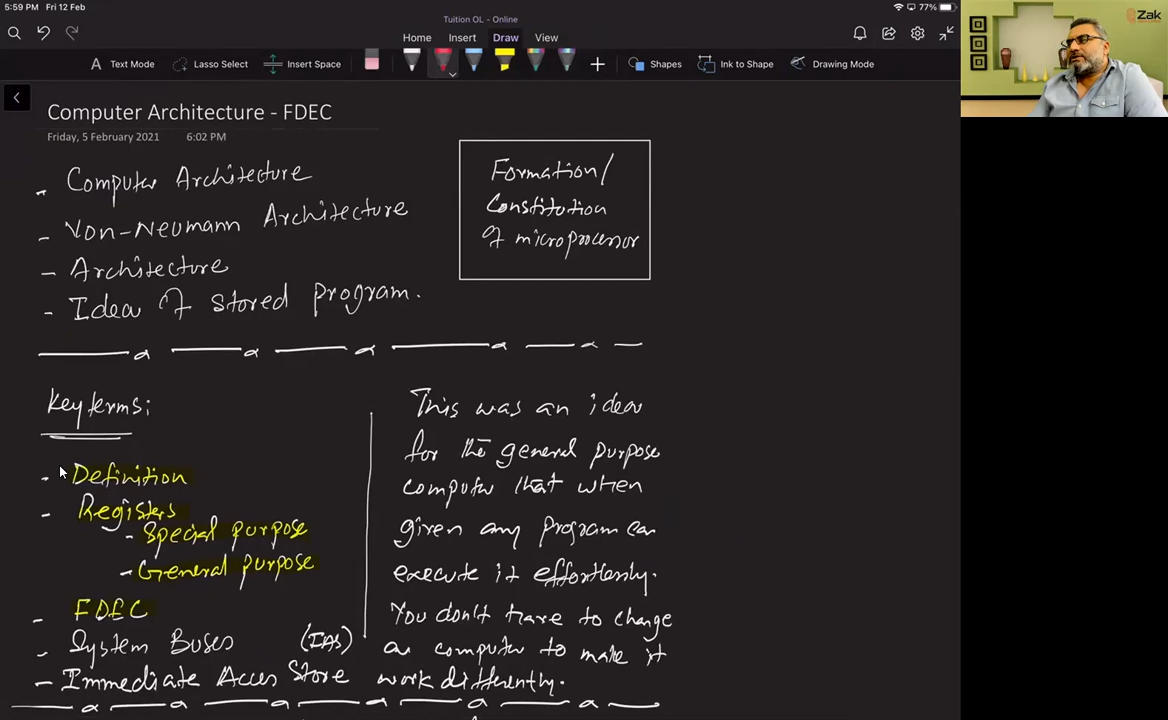 5:59 PM Fri 12 Feb
77%
Tuition OL - Online
Home Insert Draw View
Text Mode Lasso Select Insert Space Shapes Ink to Shape Drawing Mode
Zak
Computer Architecture - FDEC
Friday, 5 February 2021 6:02 PM
- Computer Architecture
- Von-Neumann Architecture
- Architecture
- Idea of stored program.
Formation/
Constitution
of microprocessor
Key terms:
- Definition
- Registers
- Special purpose
- General purpose
- FDEC
- System Buses (IAS)
- Immediate Acces Store
This was an idea
for the general purpose
computer that when
given any program can
execute it effortlessly.
You don't have to change
a computer to make it
work differently.